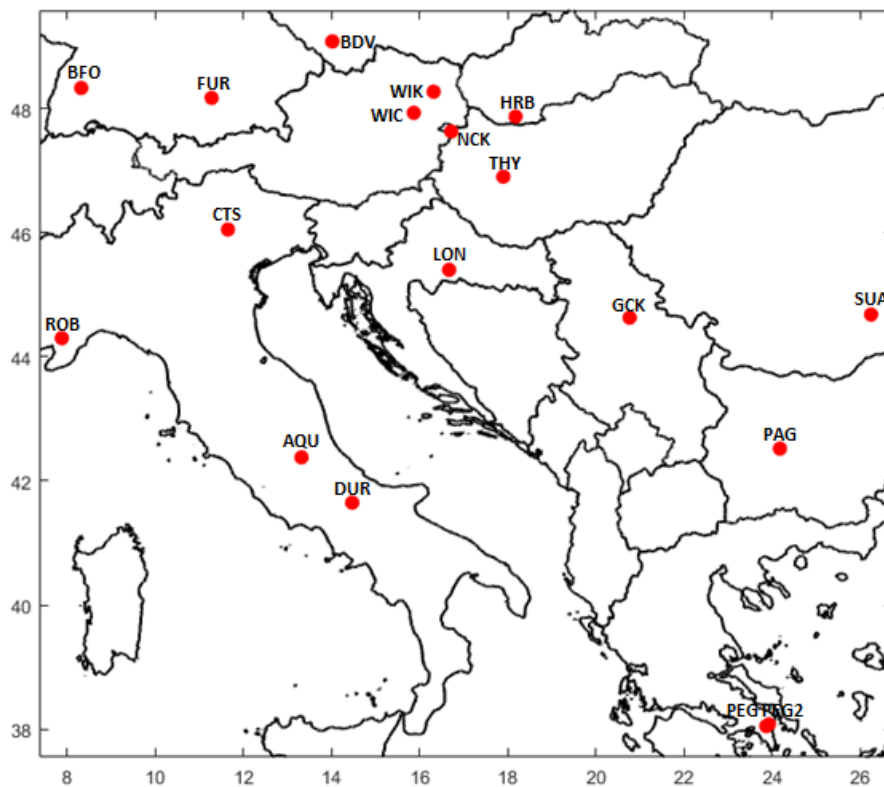 BDV
BFO
FUR
WIK
48
HRB
WIC
NCK
THY
CTS
46
LON
SUA
GCK
ROB
44
PAG
AQU
42
DUR
40
PEG PEG2
38
8 10 12 14 16 18 20 22 24 26